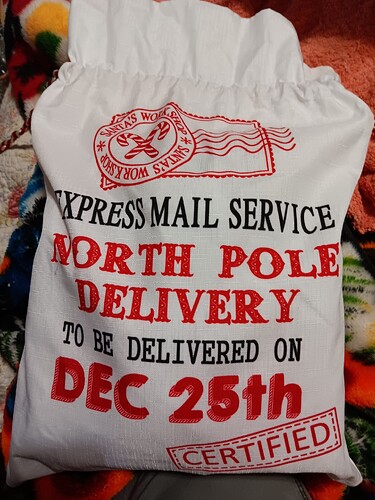 SANTA'S WORKSHOP
SANTA'S WORKSHOP
EXPRESS MAIL SERVICE
NORTH POLE
DELIVERY
TO BE DELIVERED ON
DEC 25th
CERTIFIED